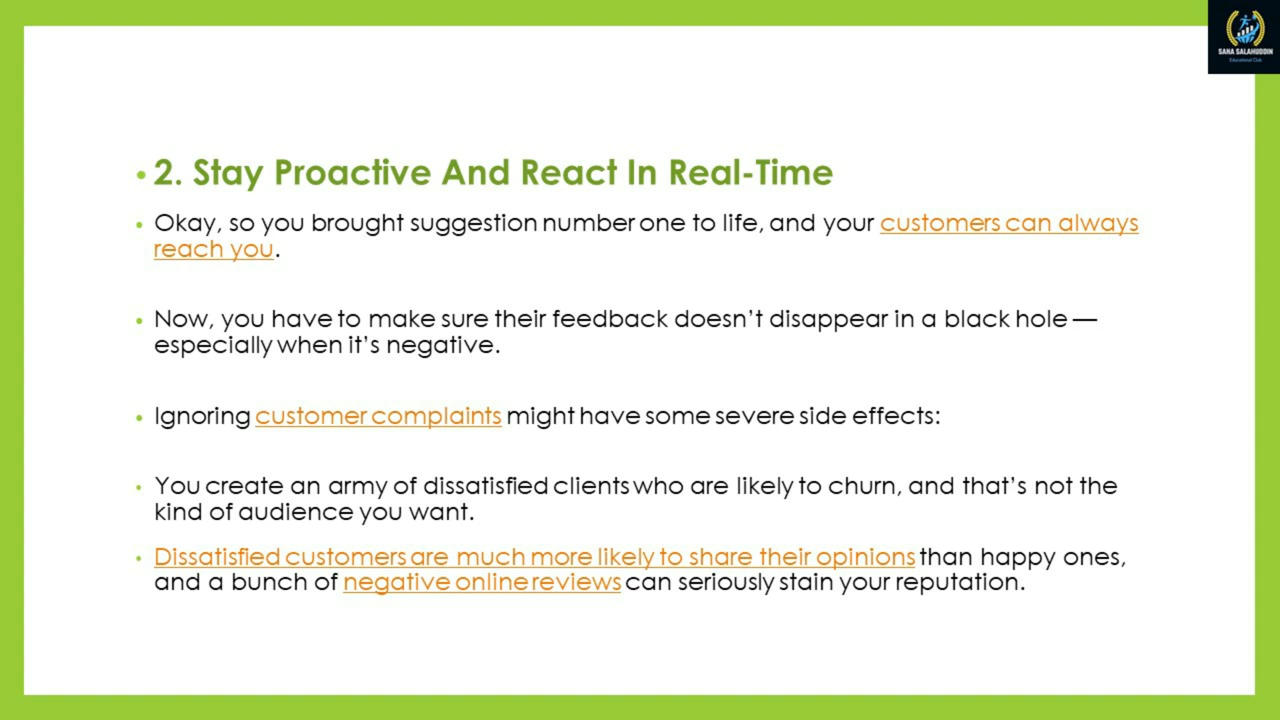 SANA SALAHUDDIN
Educational Club
• 2. Stay Proactive And React In Real-Time
• Okay, so you brought suggestion number one to life, and your customers can always
reach you.
• Now, you have to make sure their feedback doesn’t disappear in a black hole —
especially when it’s negative.
• Ignoring customer complaints might have some severe side effects:
• You create an army of dissatisfied clients who are likely to churn, and that’s not the
kind of audience you want.
• Dissatisfied customers are much more likely to share their opinions than happy ones,
and a bunch of negative online reviews can seriously stain your reputation.